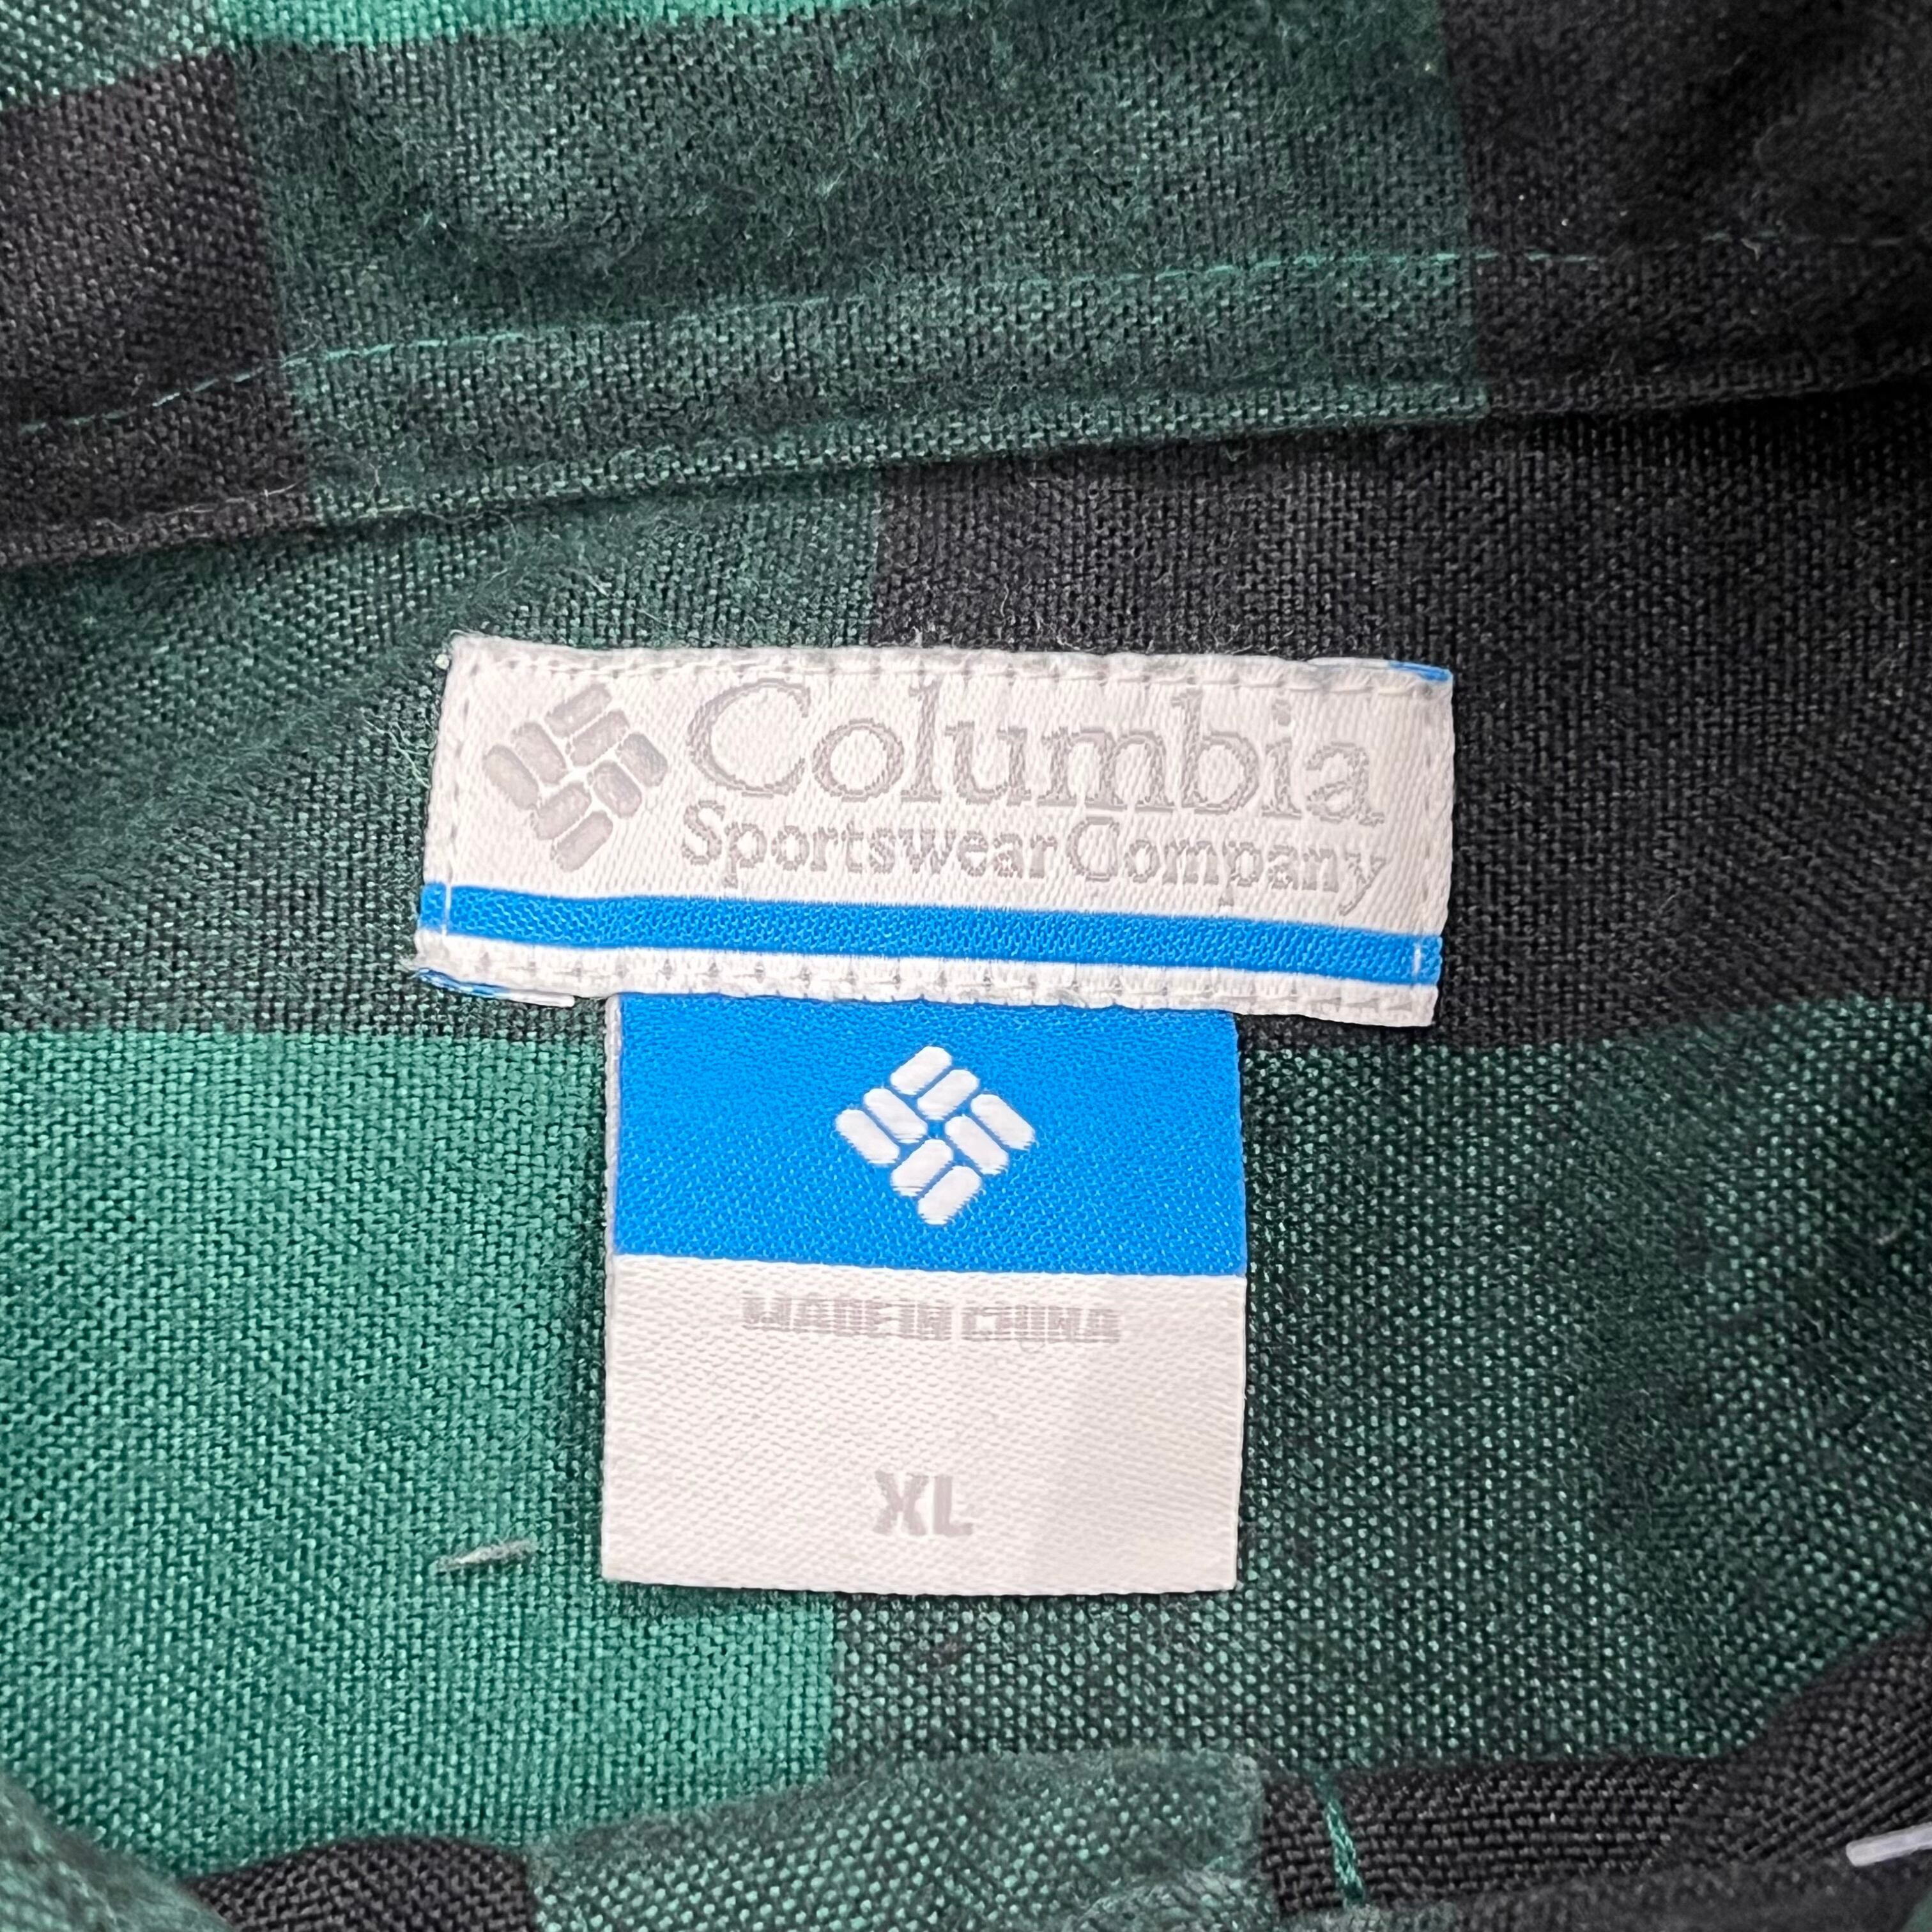 Columbia
Sportswear Company
MADE IN CHINA
XL